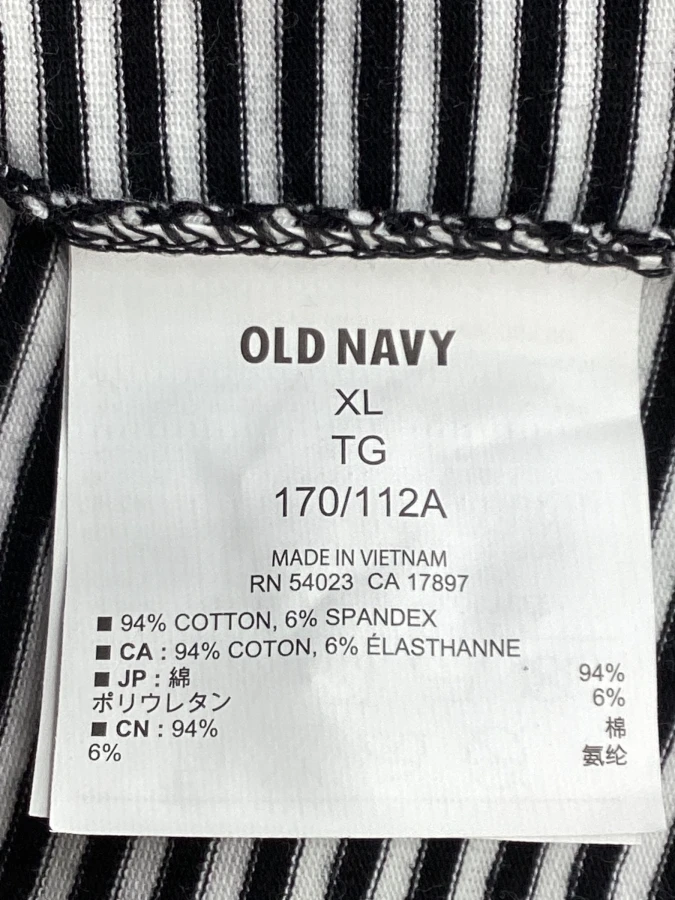 OLD NAVY
XL
TG
170/112A
MADE IN VIETNAM
RN 54023 CA 17897
■ 94% COTTON, 6% SPANDEX
■ CA : 94% COTON, 6% ÉLASTHANNE
■ JP : 綿 94%
ポリウレタン 6%
■ CN : 94% 棉
6% 氨纶